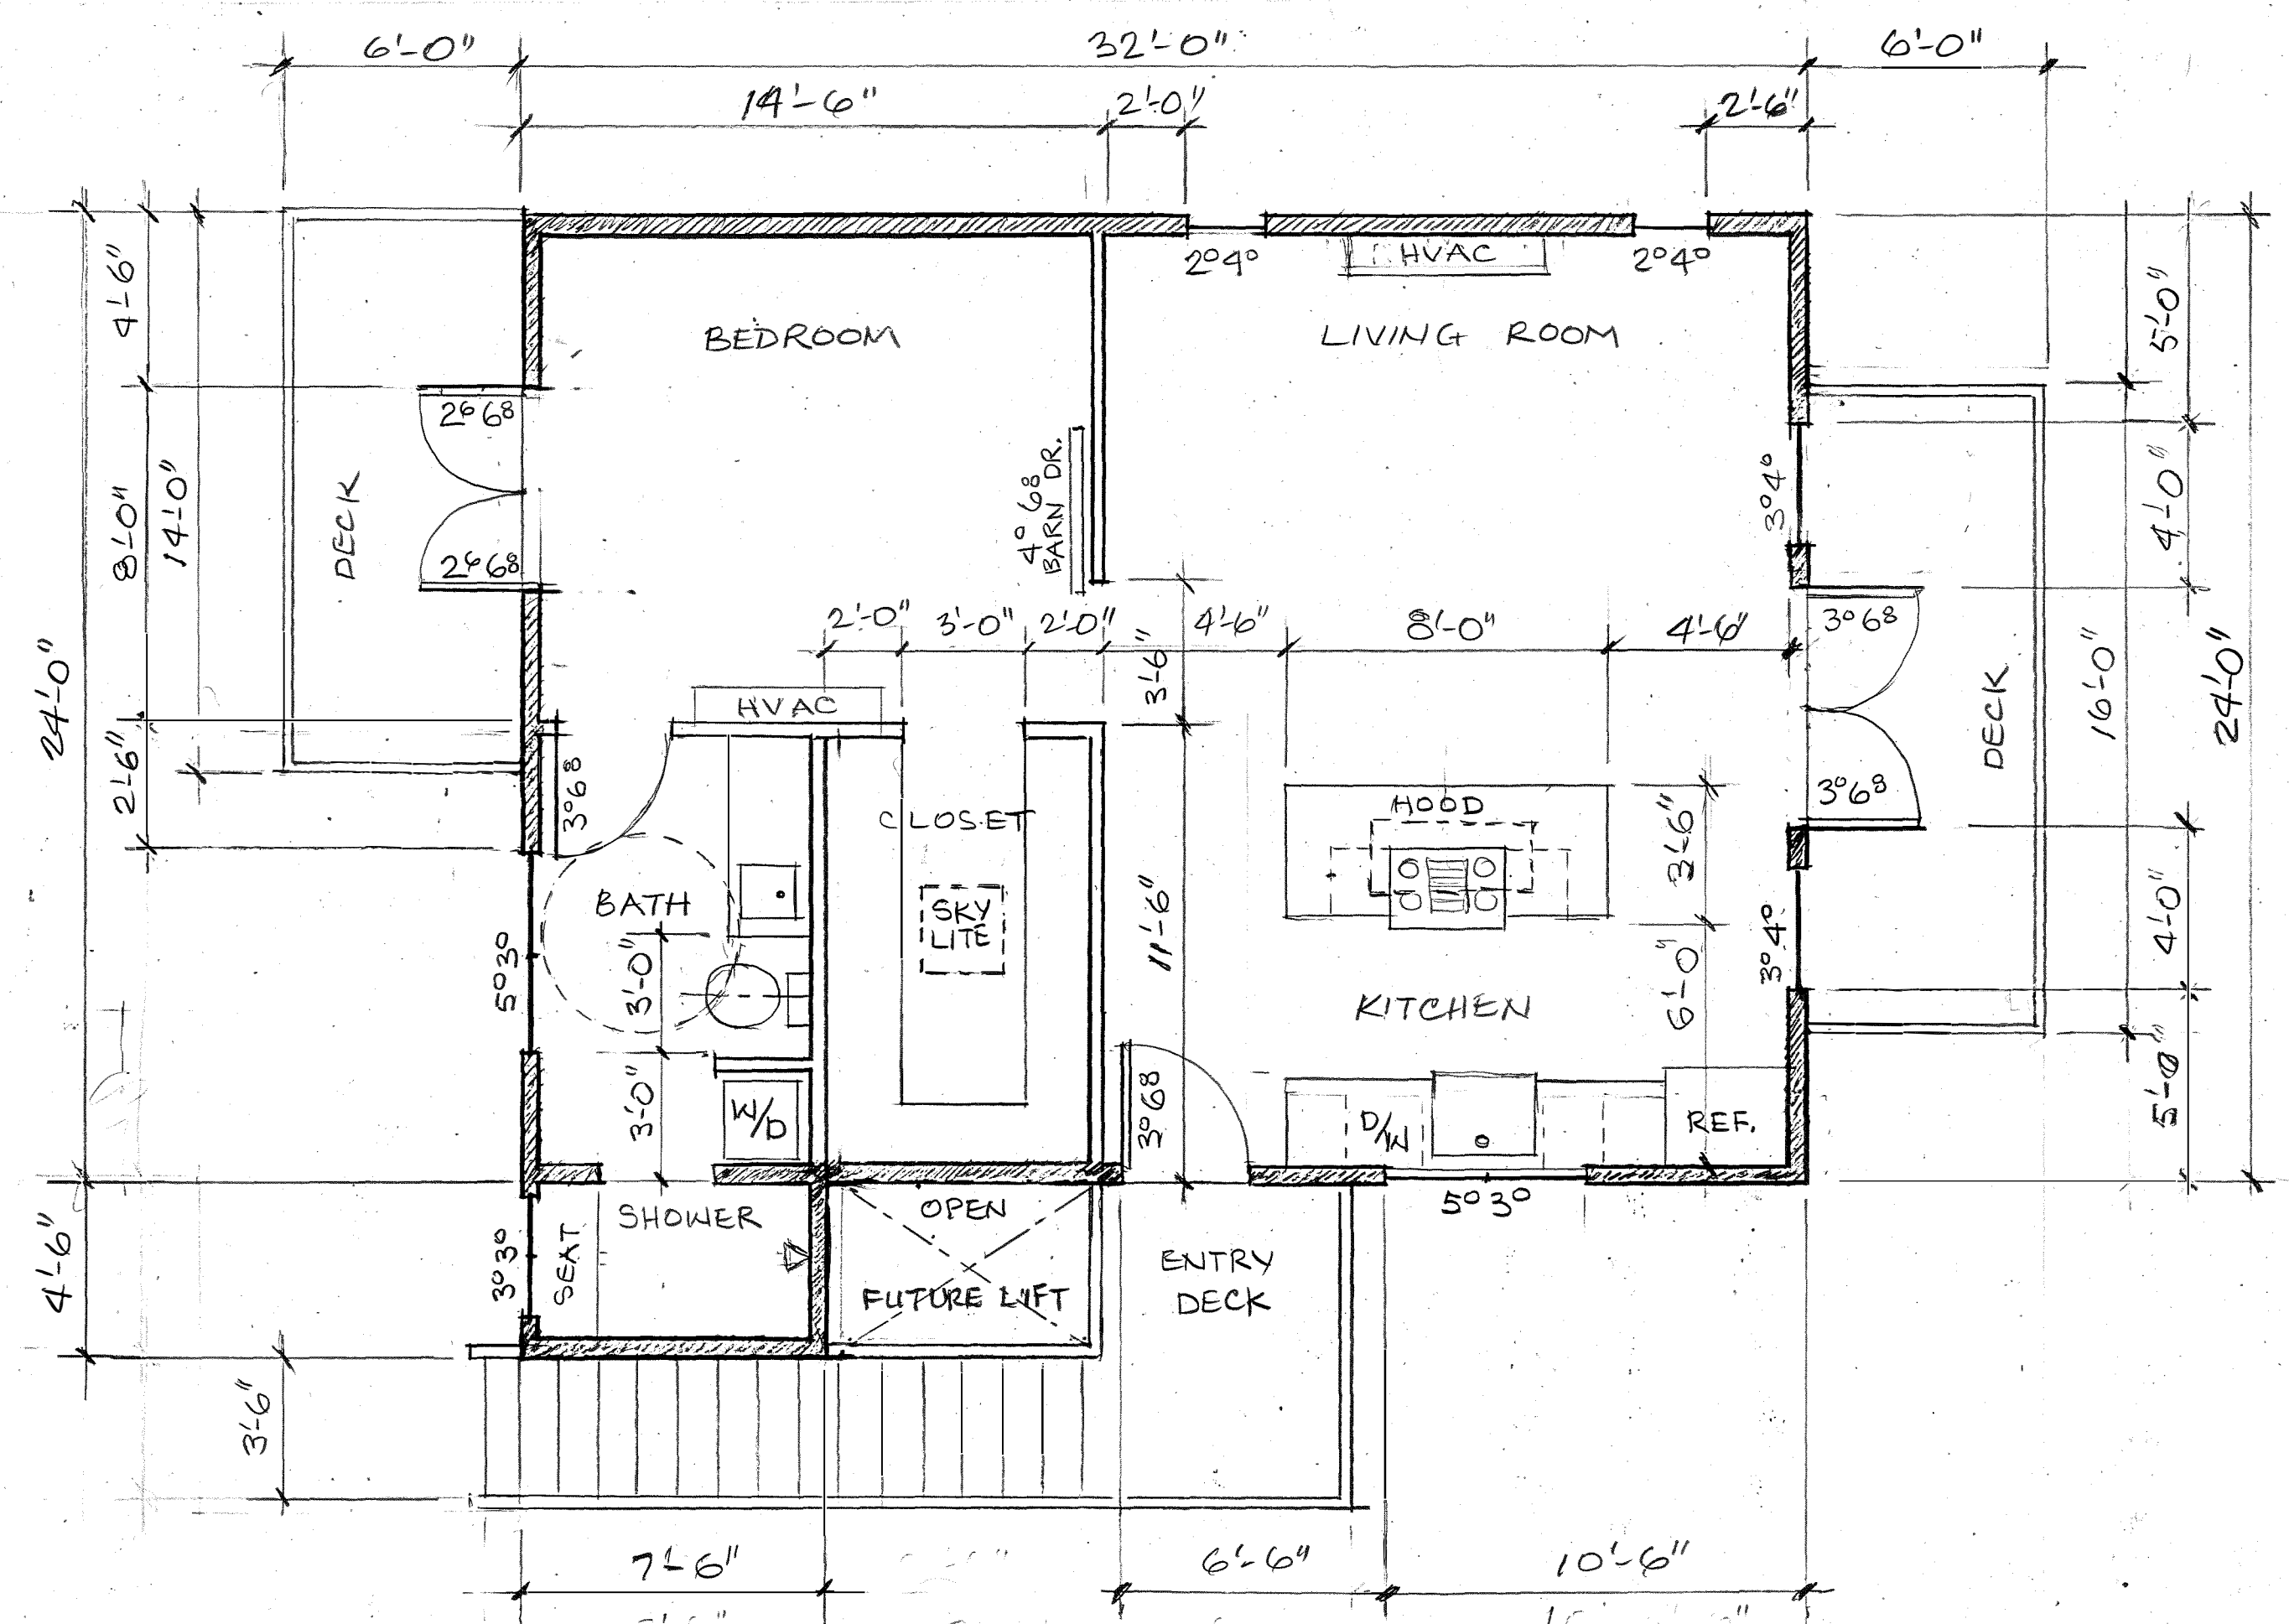 6'-0"
32'-0"
6'-0"
14'-6"
2'-0"
2'-6"
4'-6"
8'-0"
14'-0"
24'-0"
2'-6"
4'-6"
3'-6"
DECK
2⁶6⁸
2⁶6⁸
BEDROOM
4⁰6⁸
BARN DR.
2⁰4⁰
HVAC
2⁰4⁰
LIVING ROOM
3⁰4⁰
5'-0"
4'-0"
16'-0"
24'-0"
4'-0"
5'-0"
3⁰6⁸
3⁰6⁸
DECK
2'-0"
3'-0"
2'-0"
4'-6"
8'-0"
4'-6"
3'-6"
HVAC
3⁰6⁸
CLOSET
HOOD
3'-6"
BATH
SKY
LITE
11'-6"
5⁰3⁰
3'-0"
KITCHEN
6'-0"
3⁰4⁰
3'-0"
W/D
3⁰6⁸
D/W
REF.
5⁰3⁰
SHOWER
SEAT
3⁰3⁰
OPEN
FUTURE LIFT
ENTRY
DECK
7'-6"
6'-6"
10'-6"